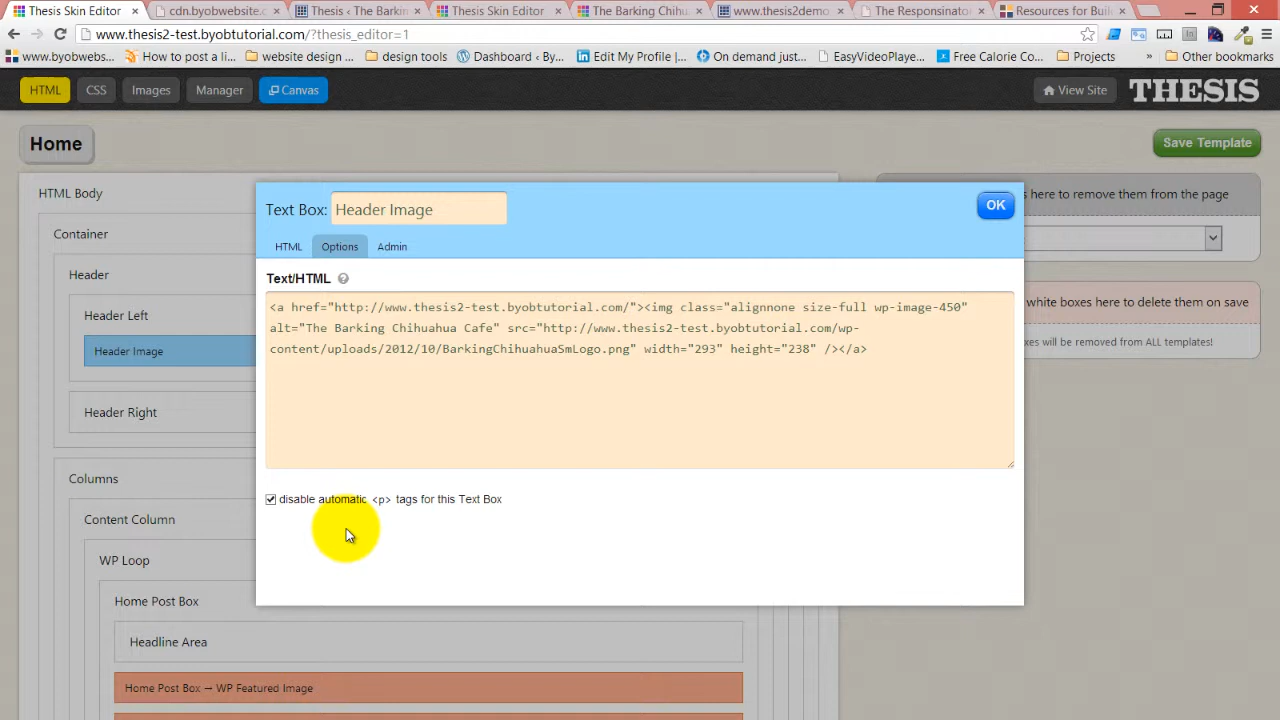 Thesis Skin Editor
cdn.byobwebsite.c
Thesis ‹ The Barkin
Thesis Skin Editor
The Barking Chihu
www.thesis2demo
The Responsinato
Resources for Buil
www.thesis2-test.byobtutorial.com/?thesis_editor=1
www.byobwebs...
How to post a li...
website design ...
design tools
Dashboard ‹ By...
Edit My Profile |...
On demand just...
EasyVideoPlaye...
Free Calorie Co...
Projects
»
Other bookmarks
HTML
CSS
Images
Manager
Canvas
View Site
THESIS
Home
Save Template
HTML Body
Container
Header
Header Left
Header Image
Header Right
Columns
Content Column
WP Loop
Home Post Box
Headline Area
Home Post Box → WP Featured Image
Text Box: Header Image
OK
HTML
Options
Admin
Text/HTML ?
<a href="http://www.thesis2-test.byobtutorial.com/"><img class="alignnone size-full wp-image-450"
alt="The Barking Chihuahua Cafe" src="http://www.thesis2-test.byobtutorial.com/wp-
content/uploads/2012/10/BarkingChihuahuaSmLogo.png" width="293" height="238" /></a>
disable automatic <p> tags for this Text Box
s here to remove them from the page
white boxes here to delete them on save
xes will be removed from ALL templates!